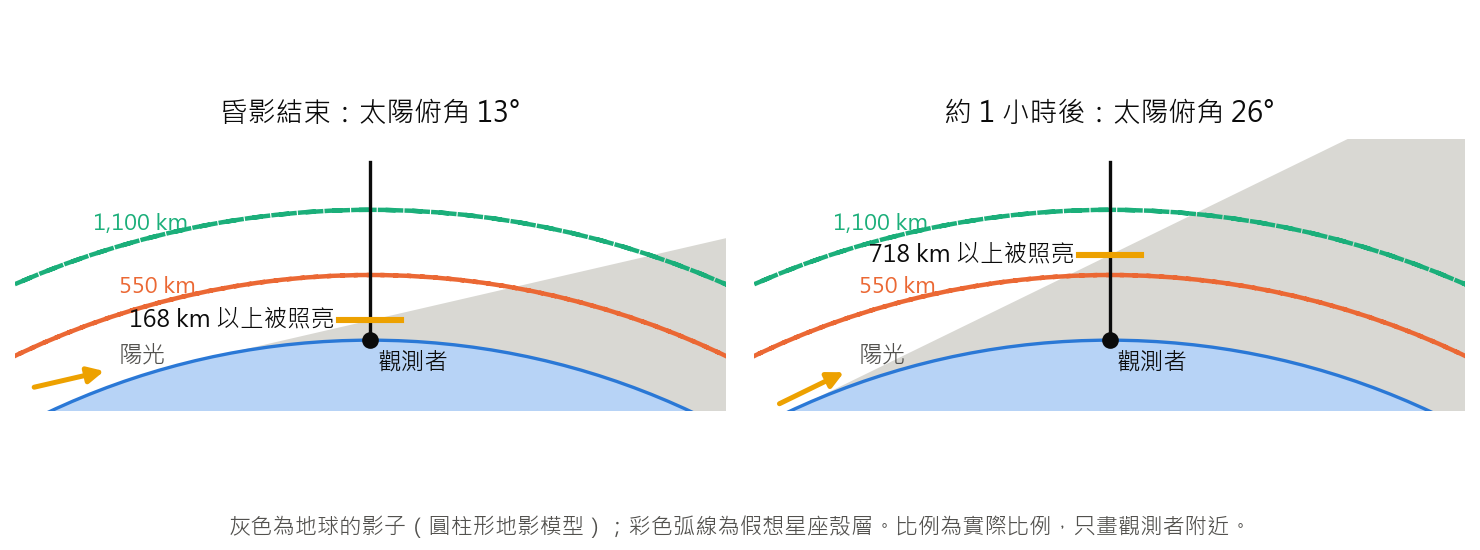 昏影結束：太陽俯角 13°
1,100 km
550 km
168 km 以上被照亮
陽光
觀測者
約 1 小時後：太陽俯角 26°
1,100 km
718 km 以上被照亮
550 km
陽光
觀測者
灰色為地球的影子（圓柱形地影模型）；彩色弧線為假想星座殼層。比例為實際比例，只畫觀測者附近。